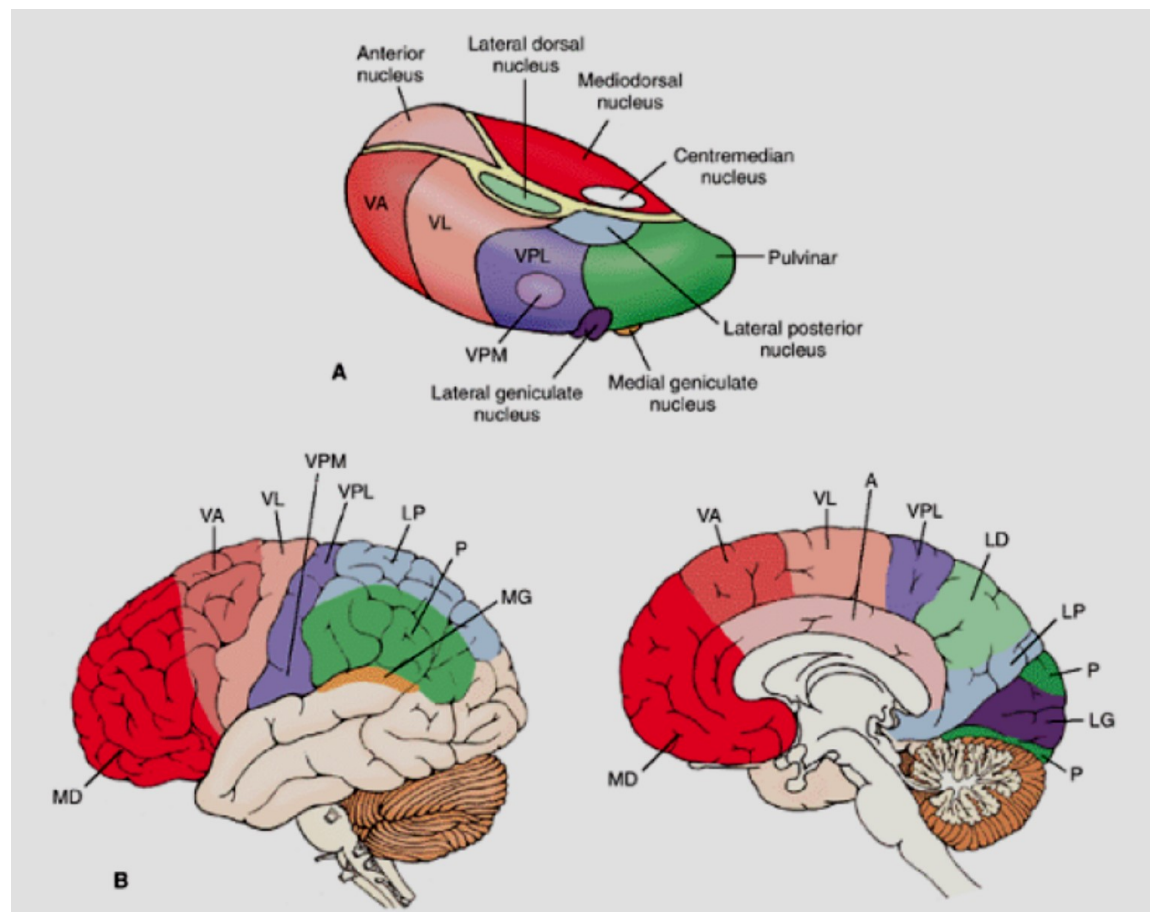 Anterior
nucleus
Lateral dorsal
nucleus
Mediodorsal
nucleus
Centremedian
nucleus
VA
VL
VPL
Pulvinar
Lateral posterior
nucleus
VPM
A
Lateral geniculate
nucleus
Medial geniculate
nucleus
VPM
VA
VL
VPL
LP
P
MG
MD
B
VA
VL
A
VPL
LD
LP
P
LG
P
MD